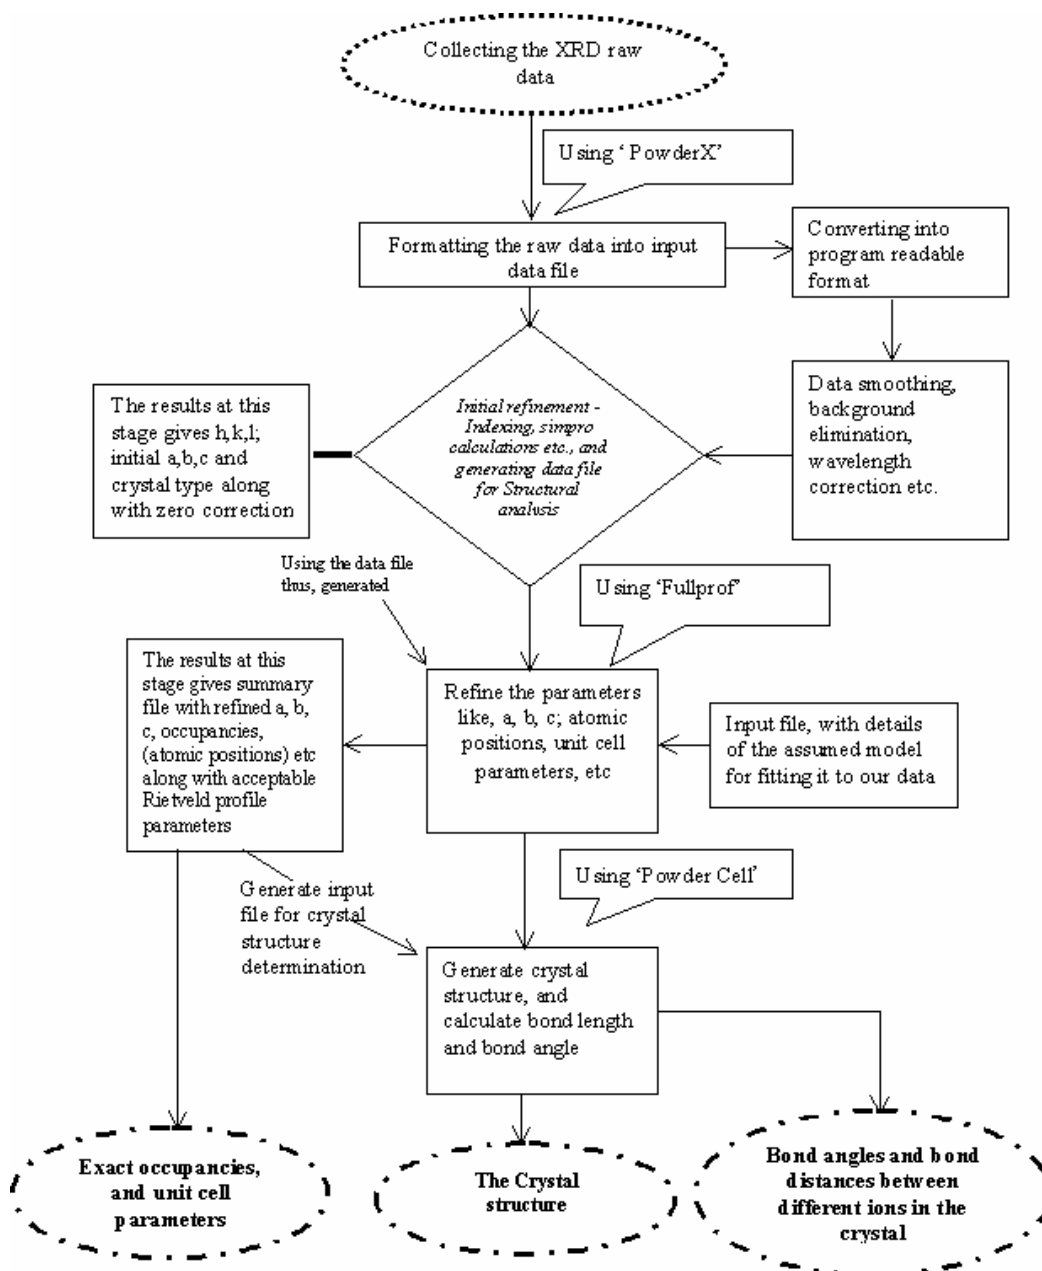 Collecting the XRD raw
data
Using ‘ PowderX’
Formatting the raw data into input
data file
Converting into
program readable
format
The results at this
stage gives h,k,l;
initial a,b,c and
crystal type along
with zero correction
Initial refinement -
Indexing, simpro
calculations etc., and
generating data file
for Structural
analysis
Data smoothing,
background
elimination,
wavelength
correction etc.
Using the data file
thus, generated
Using ‘Fullprof’
The results at this
stage gives summary
file with refined a, b,
c, occupancies,
(atomic positions) etc
along with acceptable
Rietveld profile
parameters
Refine the parameters
like, a, b, c; atomic
positions, unit cell
parameters, etc
Input file, with details
of the assumed model
for fitting it to our data
Using ‘Powder Cell’
Generate input
file for crystal
structure
determination
Generate crystal
structure, and
calculate bond length
and bond angle
Exact occupancies,
and unit cell
parameters
The Crystal
structure
Bond angles and bond
distances between
different ions in the
crystal